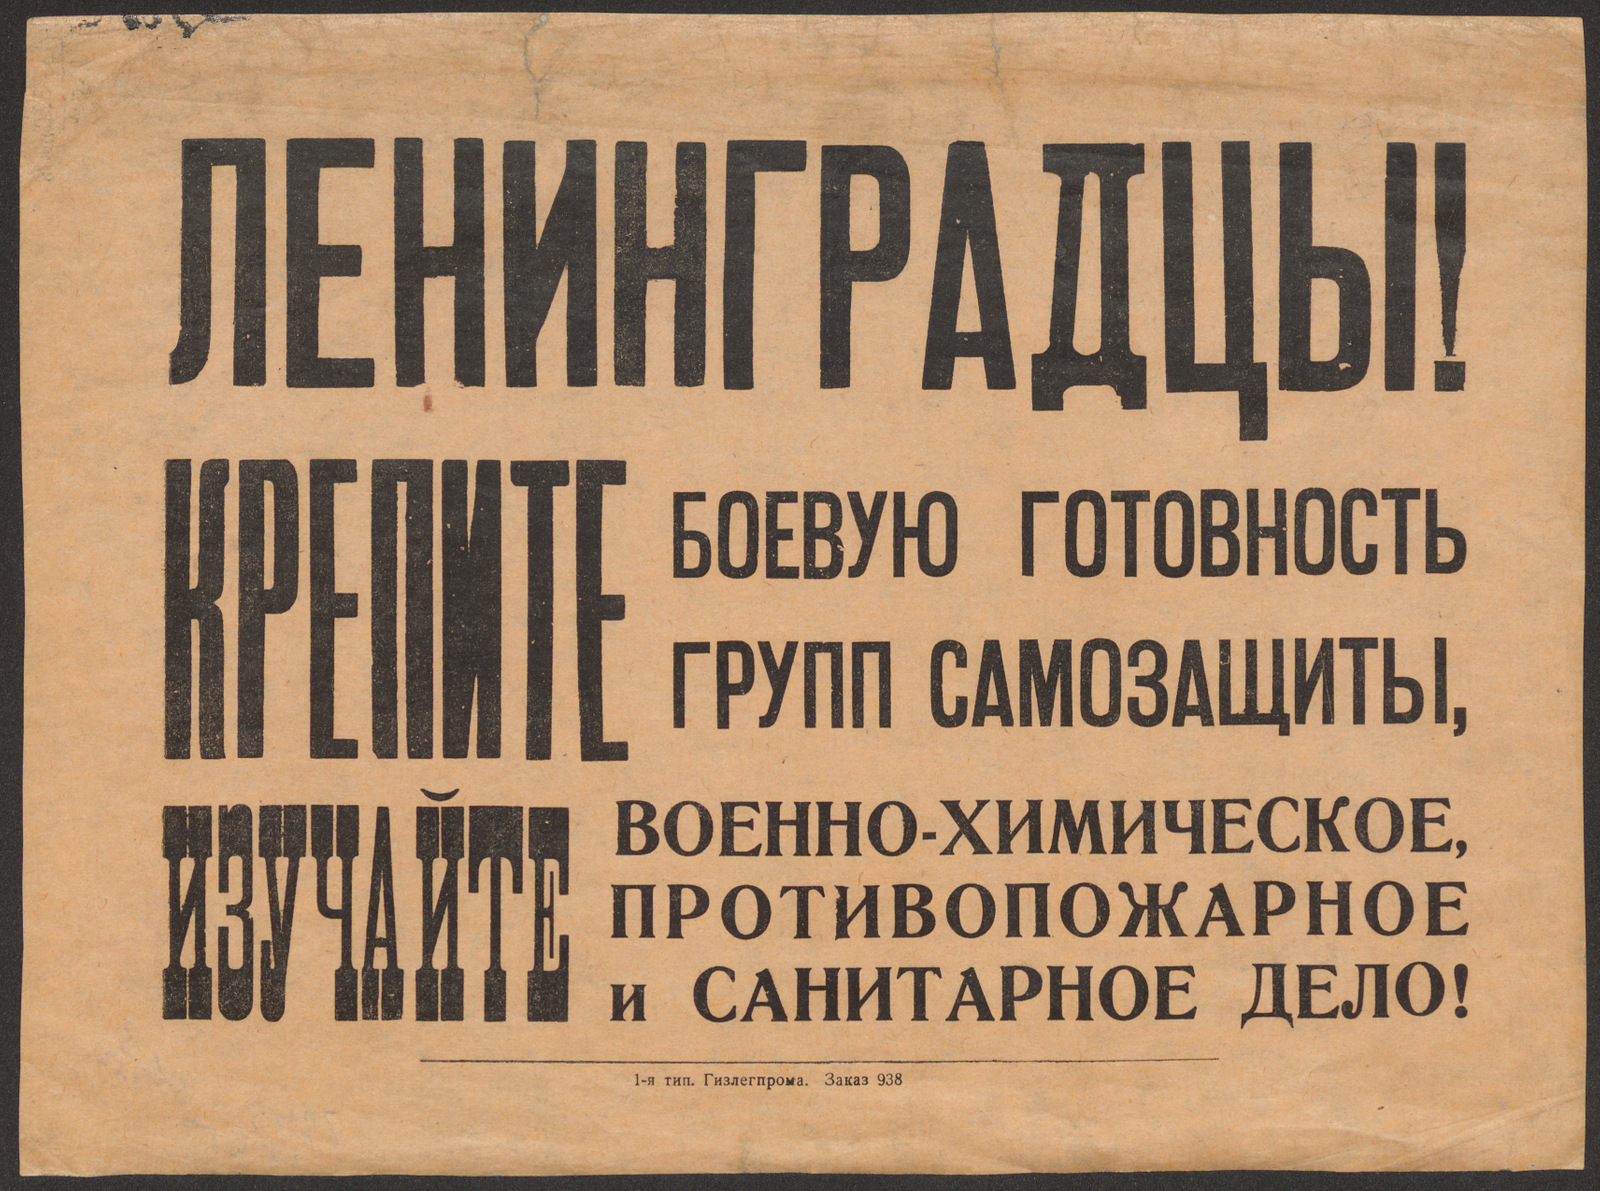 ЛЕНИНГРАДЦЫ!
КРЕПИТЕ
БОЕВУЮ ГОТОВНОСТЬ
ГРУПП САМОЗАЩИТЫ,
ИЗУЧАЙТЕ
ВОЕННО-ХИМИЧЕСКОЕ,
ПРОТИВОПОЖАРНОЕ
и САНИТАРНОЕ ДЕЛО!
1-я тип. Гизлегпрома. Заказ 938